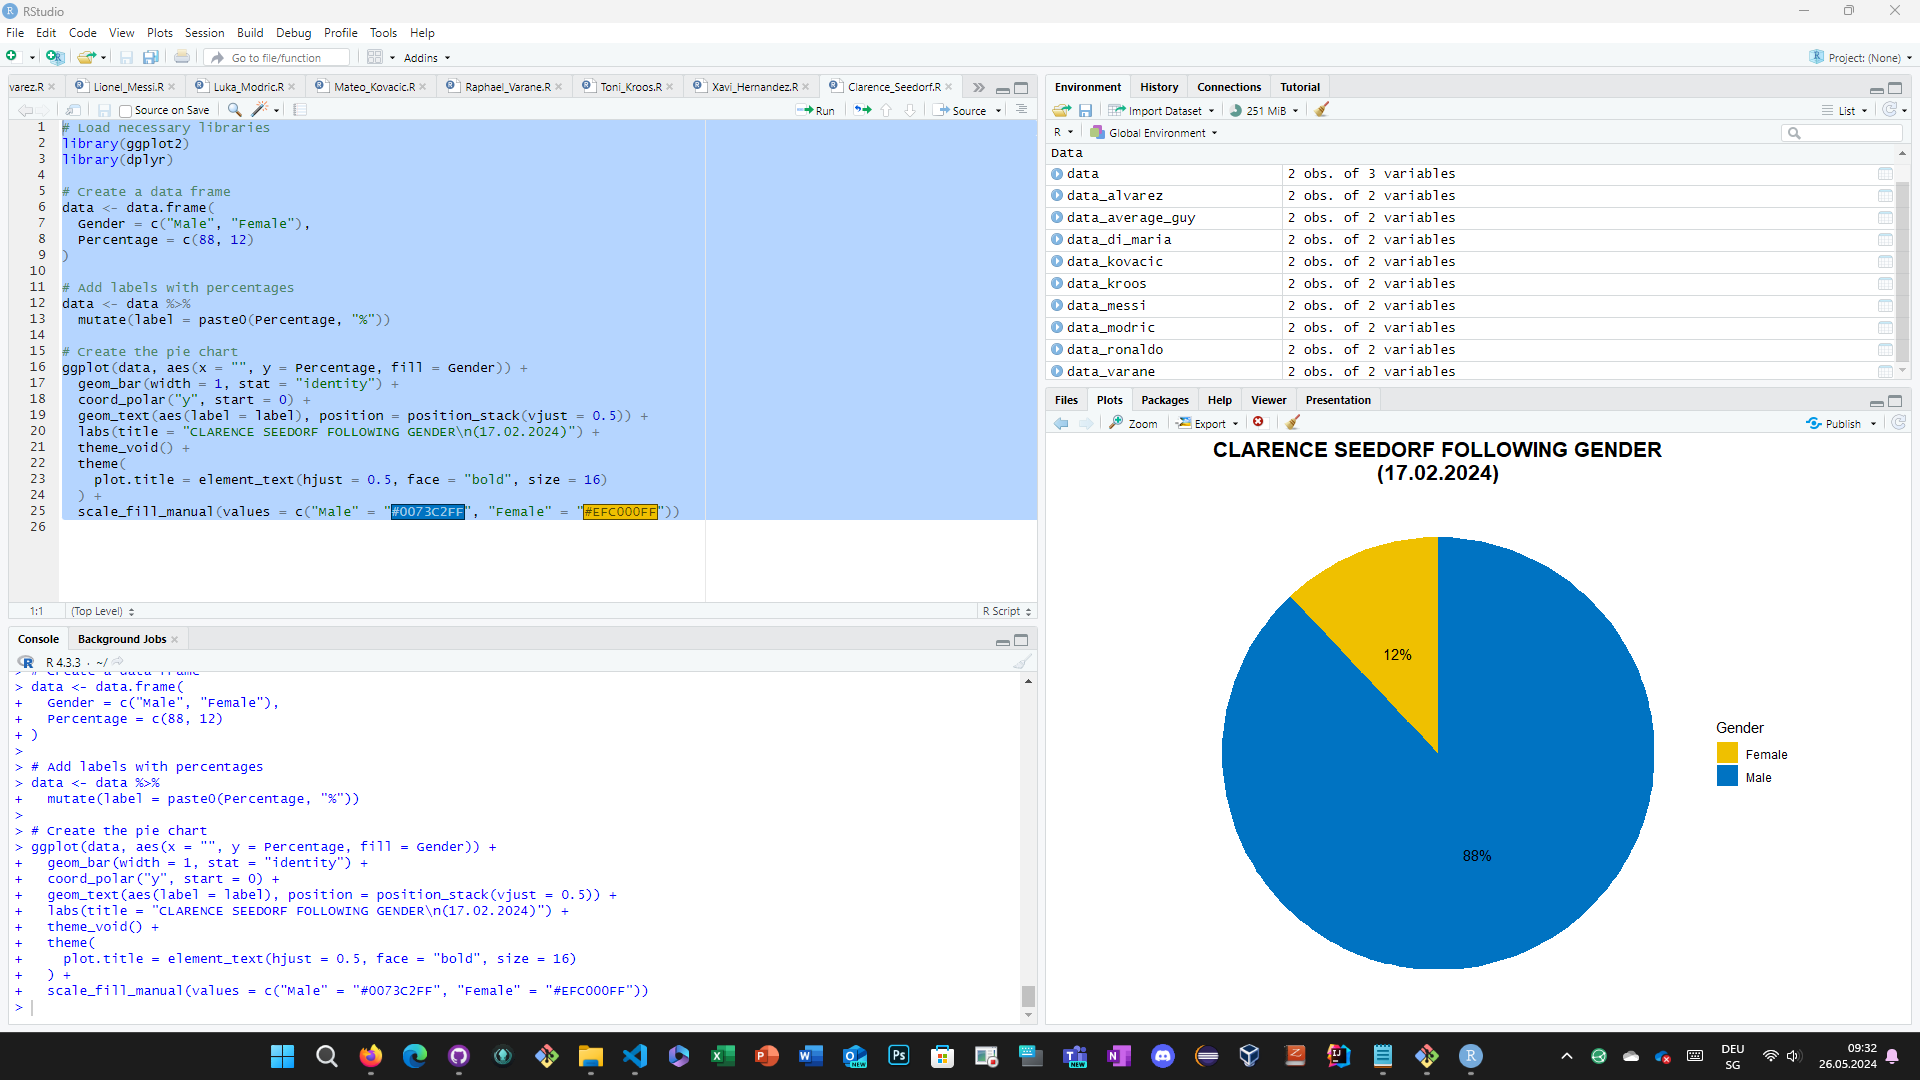 RStudio
File Edit Code View Plots Session Build Debug Profile Tools Help
Go to file/function Addins Project: (None)
varez.R Lionel_Messi.R Luka_Modric.R Mateo_Kovacic.R Raphael_Varane.R Toni_Kroos.R Xavi_Hernandez.R Clarence_Seedorf.R
Source on Save Run Source
1 # Load necessary libraries
2 library(ggplot2)
3 library(dplyr)
4
5 # Create a data frame
6 data <- data.frame(
7 Gender = c("Male", "Female"),
8 Percentage = c(88, 12)
9 )
10
11 # Add labels with percentages
12 data <- data %>%
13 mutate(label = paste0(Percentage, "%"))
14
15 # Create the pie chart
16 ggplot(data, aes(x = "", y = Percentage, fill = Gender)) +
17 geom_bar(width = 1, stat = "identity") +
18 coord_polar("y", start = 0) +
19 geom_text(aes(label = label), position = position_stack(vjust = 0.5)) +
20 labs(title = "CLARENCE SEEDORF FOLLOWING GENDER\n(17.02.2024)") +
21 theme_void() +
22 theme(
23 plot.title = element_text(hjust = 0.5, face = "bold", size = 16)
24 ) +
25 scale_fill_manual(values = c("Male" = "#0073C2FF", "Female" = "#EFC000FF"))
26
1:1 (Top Level) R Script
Console Background Jobs
R 4.3.3 · ~/
> # Create a data frame
> data <- data.frame(
+ Gender = c("Male", "Female"),
+ Percentage = c(88, 12)
+ )
>
> # Add labels with percentages
> data <- data %>%
+ mutate(label = paste0(Percentage, "%"))
>
> # Create the pie chart
> ggplot(data, aes(x = "", y = Percentage, fill = Gender)) +
+ geom_bar(width = 1, stat = "identity") +
+ coord_polar("y", start = 0) +
+ geom_text(aes(label = label), position = position_stack(vjust = 0.5)) +
+ labs(title = "CLARENCE SEEDORF FOLLOWING GENDER\n(17.02.2024)") +
+ theme_void() +
+ theme(
+ plot.title = element_text(hjust = 0.5, face = "bold", size = 16)
+ ) +
+ scale_fill_manual(values = c("Male" = "#0073C2FF", "Female" = "#EFC000FF"))
>
Environment History Connections Tutorial
Import Dataset 251 MiB List
R Global Environment
Data
data 2 obs. of 3 variables
data_alvarez 2 obs. of 2 variables
data_average_guy 2 obs. of 2 variables
data_di_maria 2 obs. of 2 variables
data_kovacic 2 obs. of 2 variables
data_kroos 2 obs. of 2 variables
data_messi 2 obs. of 2 variables
data_modric 2 obs. of 2 variables
data_ronaldo 2 obs. of 2 variables
data_varane 2 obs. of 2 variables
Files Plots Packages Help Viewer Presentation
Zoom Export Publish
CLARENCE SEEDORF FOLLOWING GENDER
(17.02.2024)
12%
88%
Gender
Female
Male
DEU
SG
09:32
26.05.2024